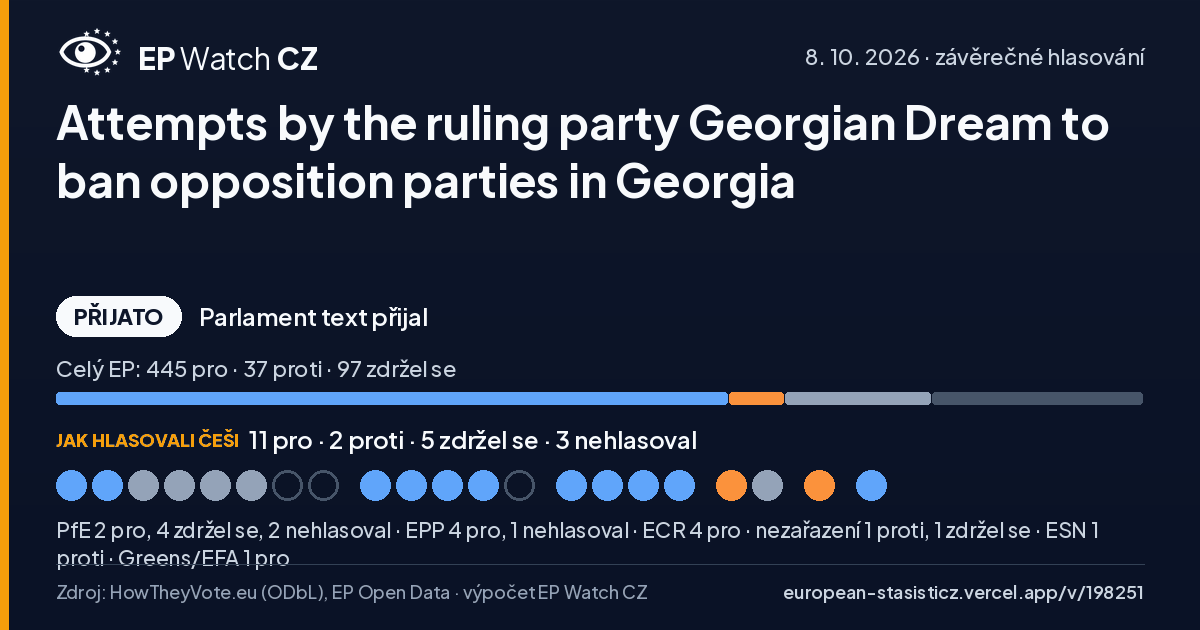 EP Watch CZ
8. 10. 2026 · závěrečné hlasování
Attempts by the ruling party Georgian Dream to
ban opposition parties in Georgia
PŘIJATO Parlament text přijal
Celý EP: 445 pro · 37 proti · 97 zdržel se
JAK HLASOVALI ČEŠI 11 pro · 2 proti · 5 zdržel se · 3 nehlasoval
PfE 2 pro, 4 zdržel se, 2 nehlasoval · EPP 4 pro, 1 nehlasoval · ECR 4 pro · nezařazení 1 proti, 1 zdržel se · ESN 1
proti · Greens/EFA 1 pro
Zdroj: HowTheyVote.eu (ODbL), EP Open Data · výpočet EP Watch CZ
european-stasisticz.vercel.app/v/198251